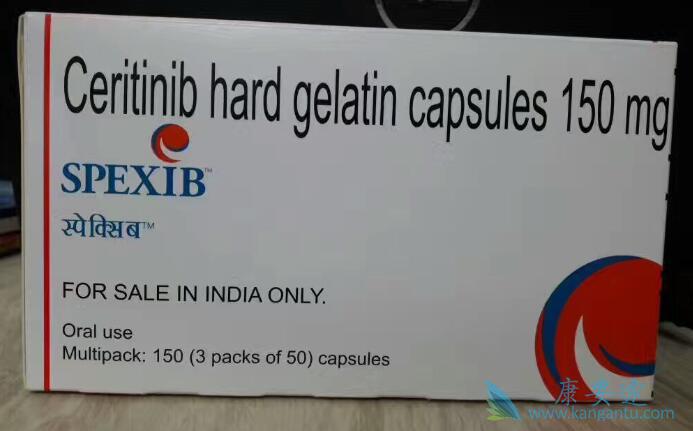 Ceritinib hard gelatin capsules 150 mg
SPEXIB™
स्पेक्सिब™
FOR SALE IN INDIA ONLY.
Oral use
Multipack: 150 (3 packs of 50) capsules
康安途
www.kangantu.com